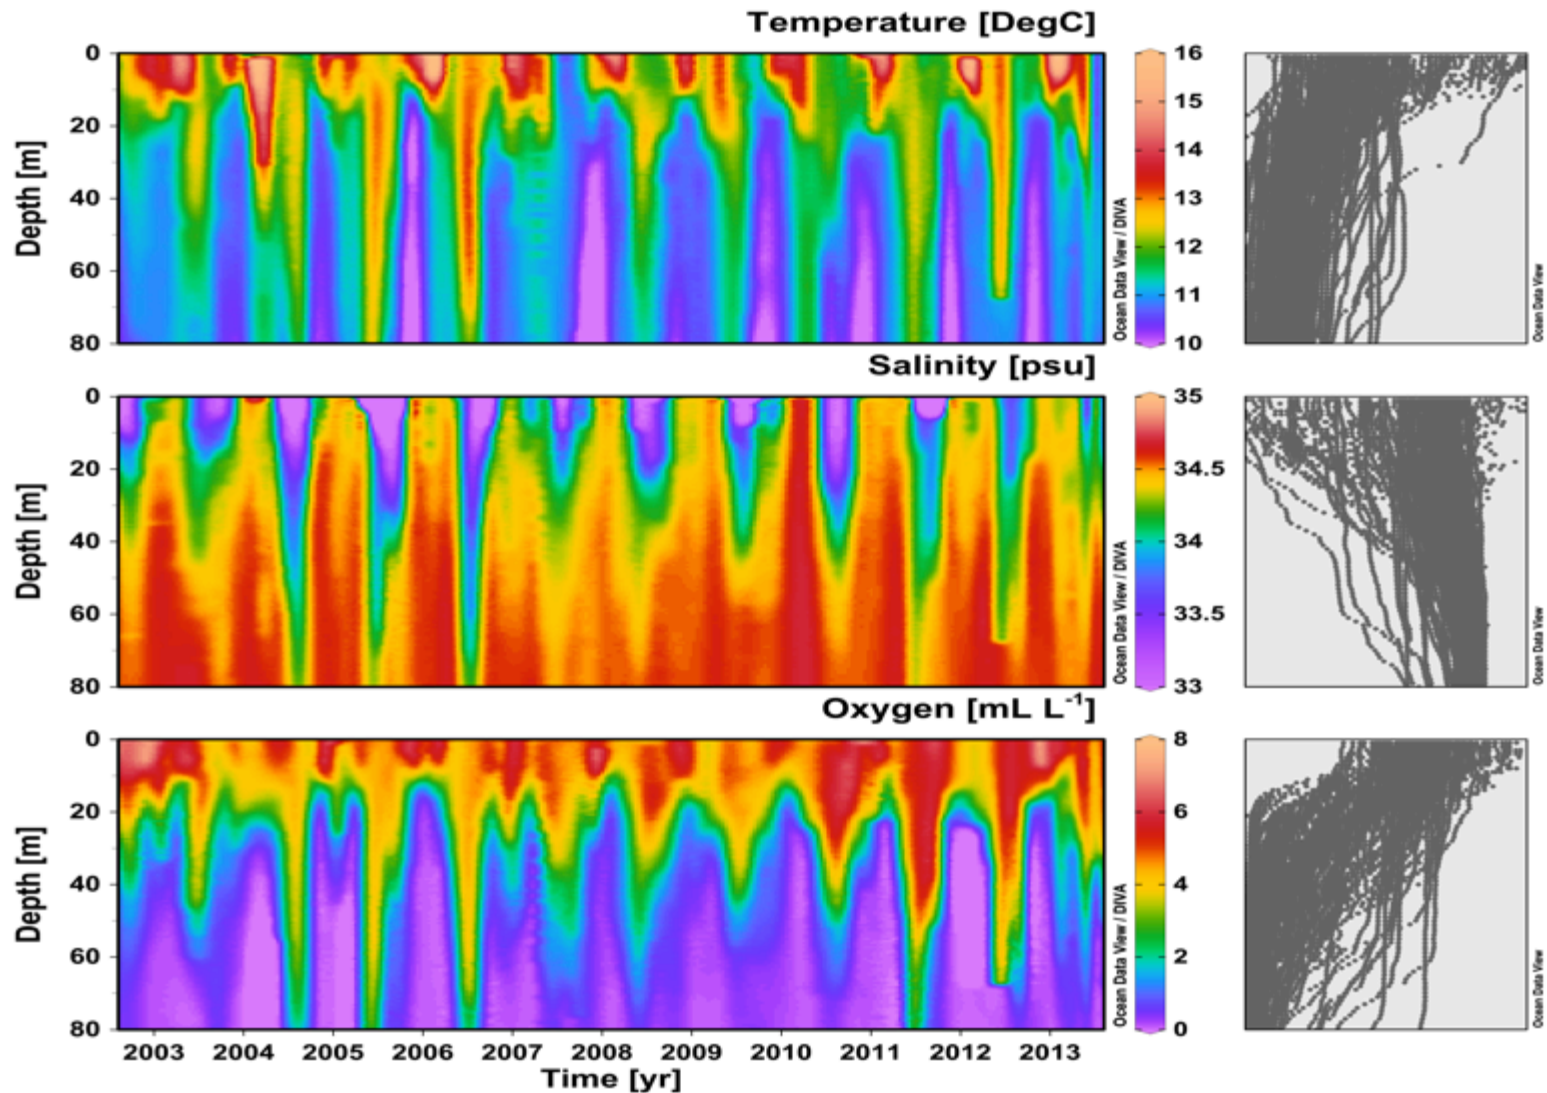 Temperature [DegC]
0
20
40
60
80
Depth [m]
16
15
14
13
12
11
10
Ocean Data View / DIVA
Ocean Data View
Salinity [psu]
0
20
40
60
80
Depth [m]
35
34.5
34
33.5
33
Ocean Data View / DIVA
Ocean Data View
Oxygen [mL L-1]
0
20
40
60
80
Depth [m]
8
6
4
2
0
Ocean Data View / DIVA
Ocean Data View
2003 2004 2005 2006 2007 2008 2009 2010 2011 2012 2013
Time [yr]